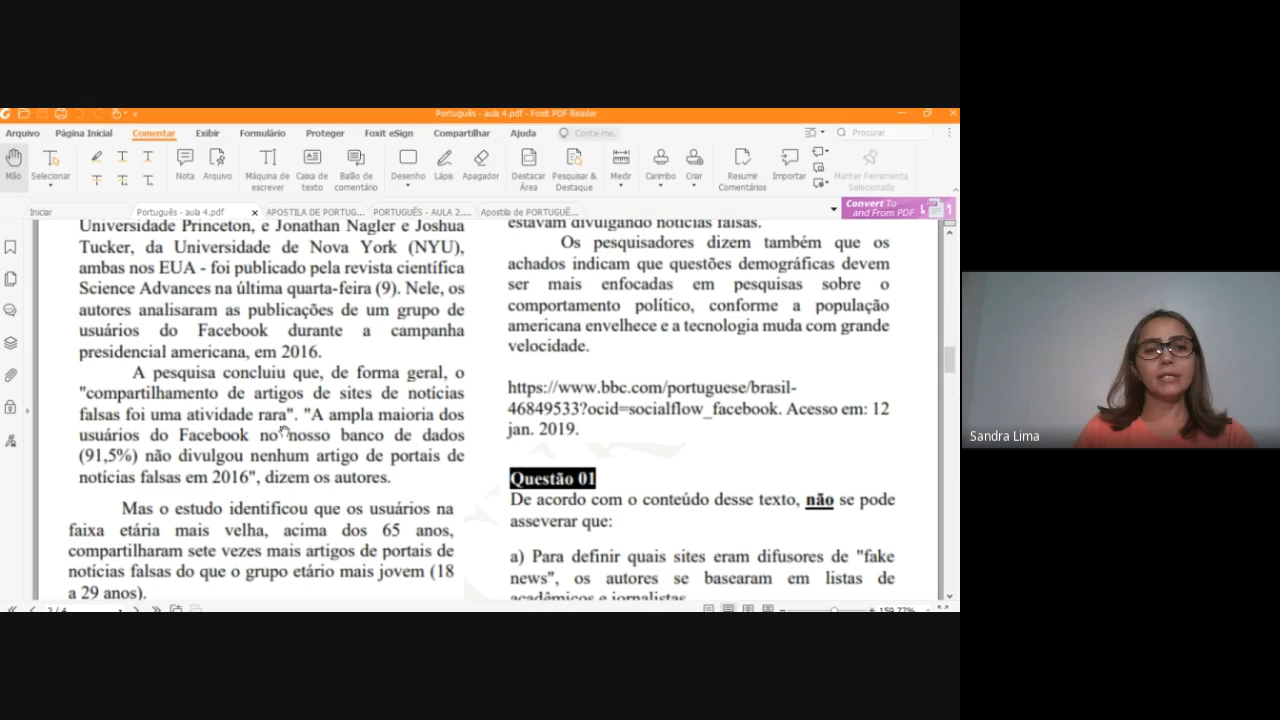 Português - aula 4.pdf - Foxit PDF Reader
Arquivo Página Inicial Comentar Exibir Formulário Proteger Foxit eSign Compartilhar Ajuda Conte-me. Procurar
Mão Selecionar Nota Arquivo Máquina de escrever Caixa de texto Balão de comentário Desenho Lápis Apagador Destacar Área Pesquisar & Destaque Medir Carimbo Criar Resumir Comentários Importar Manter Ferramenta Selecionada
Iniciar Português - aula 4.pdf APOSTILA DE PORTUG... PORTUGUÊS - AULA 2.... Apostila de PORTUGUÊ...
Convert To
and From PDF
Universidade Princeton, e Jonathan Nagler e Joshua
Tucker, da Universidade de Nova York (NYU),
ambas nos EUA - foi publicado pela revista científica
Science Advances na última quarta-feira (9). Nele, os
autores analisaram as publicações de um grupo de
usuários do Facebook durante a campanha
presidencial americana, em 2016.
A pesquisa concluiu que, de forma geral, o
"compartilhamento de artigos de sites de notícias
falsas foi uma atividade rara". "A ampla maioria dos
usuários do Facebook no nosso banco de dados
(91,5%) não divulgou nenhum artigo de portais de
notícias falsas em 2016", dizem os autores.
Mas o estudo identificou que os usuários na
faixa etária mais velha, acima dos 65 anos,
compartilharam sete vezes mais artigos de portais de
notícias falsas do que o grupo etário mais jovem (18
a 29 anos).
estavam divulgando notícias falsas.
Os pesquisadores dizem também que os
achados indicam que questões demográficas devem
ser mais enfocadas em pesquisas sobre o
comportamento político, conforme a população
americana envelhece e a tecnologia muda com grande
velocidade.
https://www.bbc.com/portuguese/brasil-
46849533?ocid=socialflow_facebook. Acesso em: 12
jan. 2019.
Questão 01
De acordo com o conteúdo desse texto, não se pode
asseverar que:
a) Para definir quais sites eram difusores de "fake
news", os autores se basearam em listas de
acadêmicos e jornalistas
2 / 4
159,77%
Sandra Lima